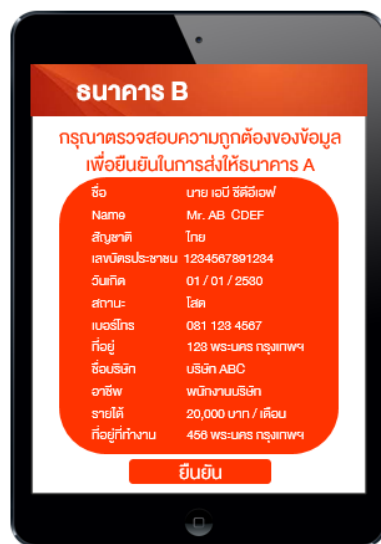 ธนาคาร B
กรุณาตรวจสอบความถูกต้องของข้อมูล
เพื่อยืนยันในการส่งให้ธนาคาร A
ชื่อ นาย เอบี ซีดีอีเอฟ
Name Mr. AB CDEF
สัญชาติ ไทย
เลขบัตรประชาชน 1234567891234
วันเกิด 01 / 01 / 2530
สถานะ โสด
เบอร์โทร 081 123 4567
ที่อยู่ 123 พระนคร กรุงเทพฯ
ชื่อบริษัท บริษัท ABC
อาชีพ พนักงานบริษัท
รายได้ 20,000 บาท / เดือน
ที่อยู่ที่ทำงาน 456 พระนคร กรุงเทพฯ
ยืนยัน